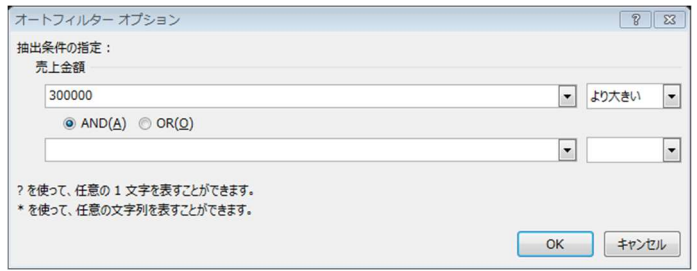 オートフィルター オプション
抽出条件の指定：
売上金額
300000 より大きい
AND(A) OR(O)
? を使って、任意の 1 文字を表すことができます。
* を使って、任意の文字列を表すことができます。
OK キャンセル